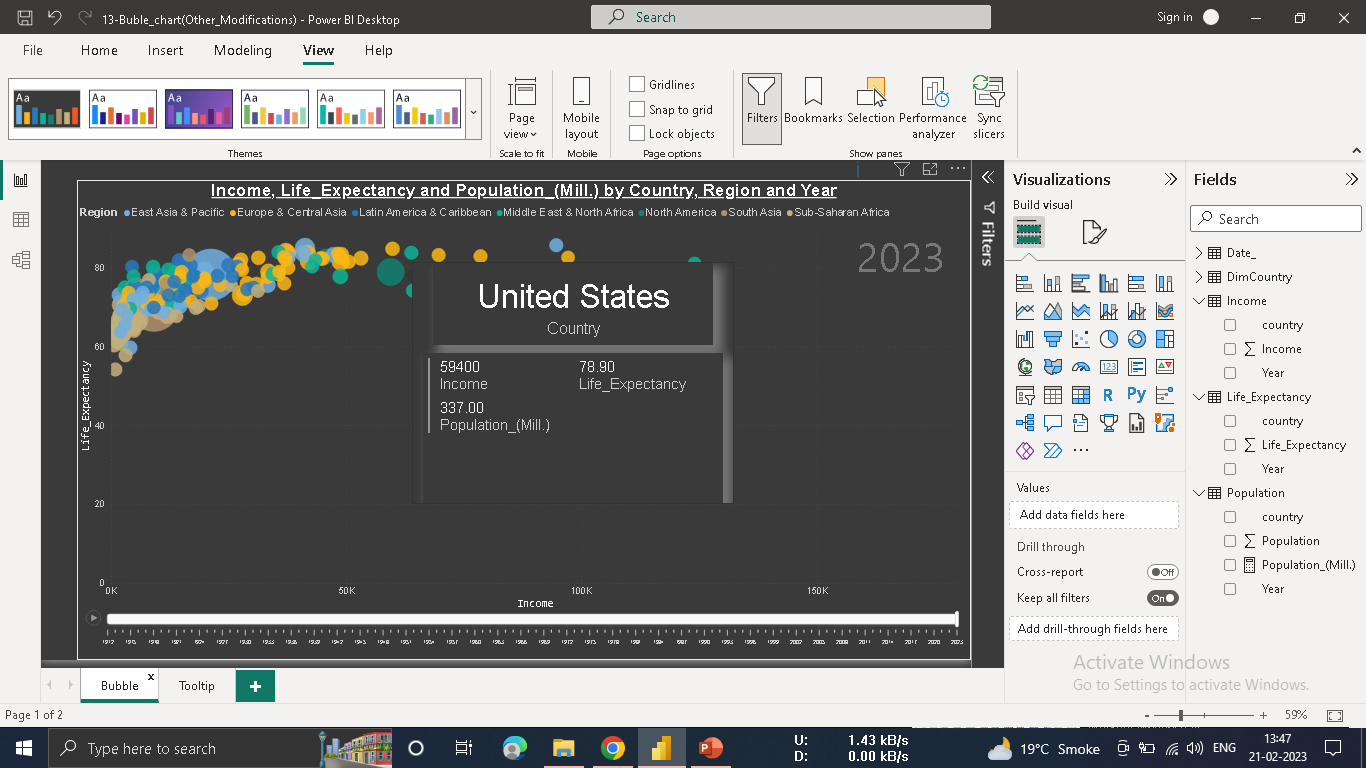 13-Buble_chart(Other_Modifications) - Power BI Desktop
Search
Sign in
File Home Insert Modeling View Help
Aa Aa Aa Aa Aa Aa
Page view
Mobile layout
Gridlines
Snap to grid
Lock objects
Filters
Bookmarks
Selection
Performance analyzer
Sync slicers
Themes
Scale to fit
Mobile
Page options
Show panes
Income, Life_Expectancy and Population_(Mill.) by Country, Region and Year
Region East Asia & Pacific Europe & Central Asia Latin America & Caribbean Middle East & North Africa North America South Asia Sub-Saharan Africa
2023
80
60
40
20
0
Life_Expectancy
United States
Country
59400
Income
78.90
Life_Expectancy
337.00
Population_(Mill.)
0K 50K 100K 150K
Income
Filters
Bubble x
Tooltip
Page 1 of 2
Visualizations
Build visual
123
R Py
Values
Add data fields here
Drill through
Cross-report Off
Keep all filters On
Add drill-through fields here
Fields
Search
Date_
DimCountry
Income
country
Income
Year
Life_Expectancy
country
Life_Expectancy
Year
Population
country
Population
Population_(Mill.)
Year
Activate Windows
Go to Settings to activate Windows.
- + 59%
Type here to search
U: 1.43 kB/s
D: 0.00 kB/s
19°C Smoke
ENG
13:47
21-02-2023